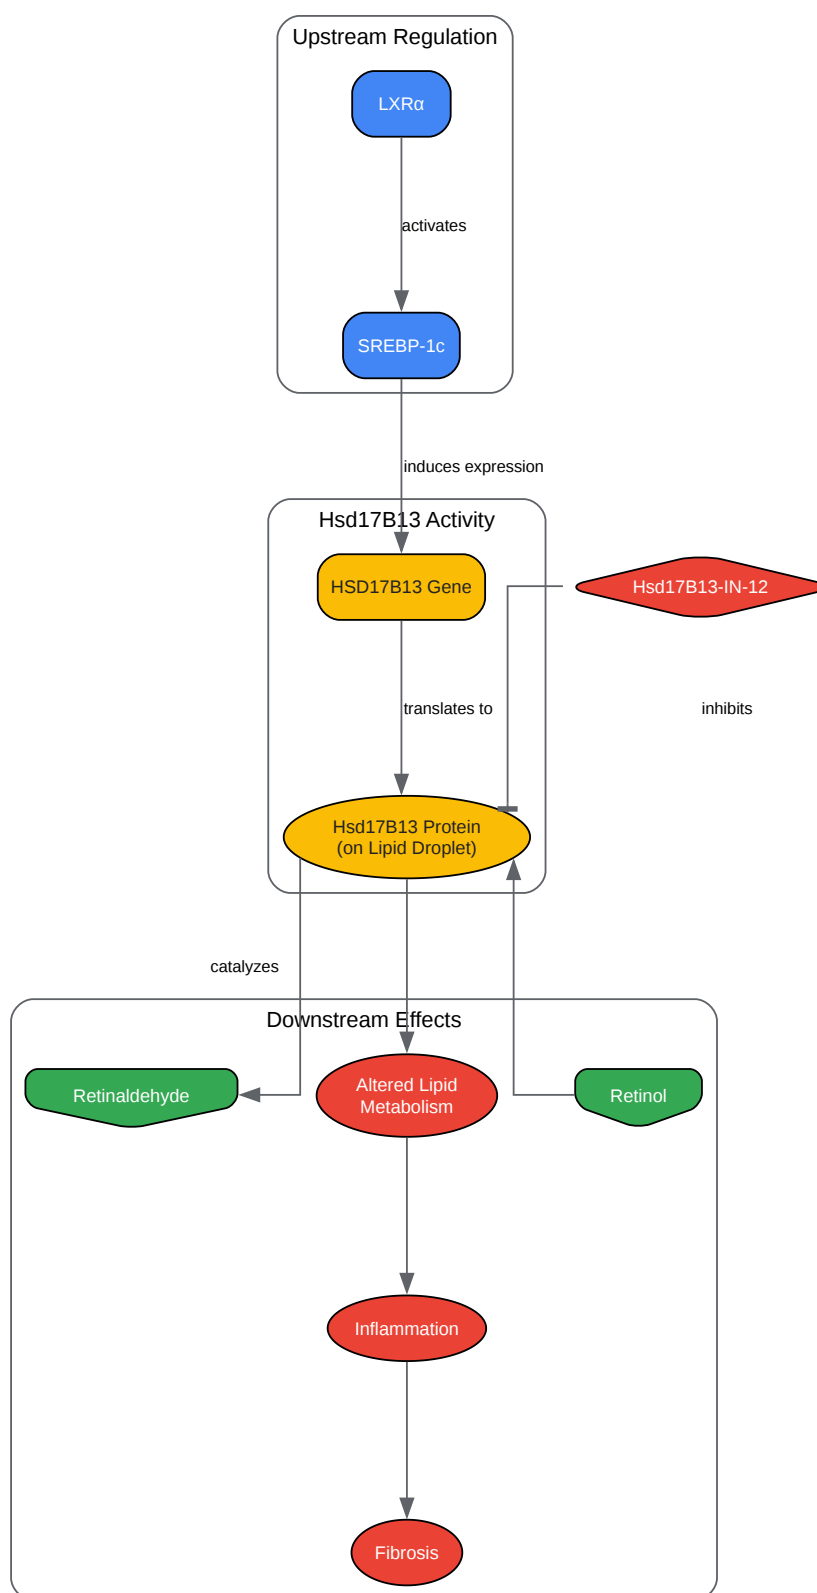 Upstream Regulation
LXRα
activates
SREBP-1c
induces expression
Hsd17B13 Activity
HSD17B13 Gene
Hsd17B13-IN-12
translates to
inhibits
Hsd17B13 Protein
(on Lipid Droplet)
catalyzes
Downstream Effects
Retinaldehyde
Altered Lipid
Metabolism
Retinol
Inflammation
Fibrosis